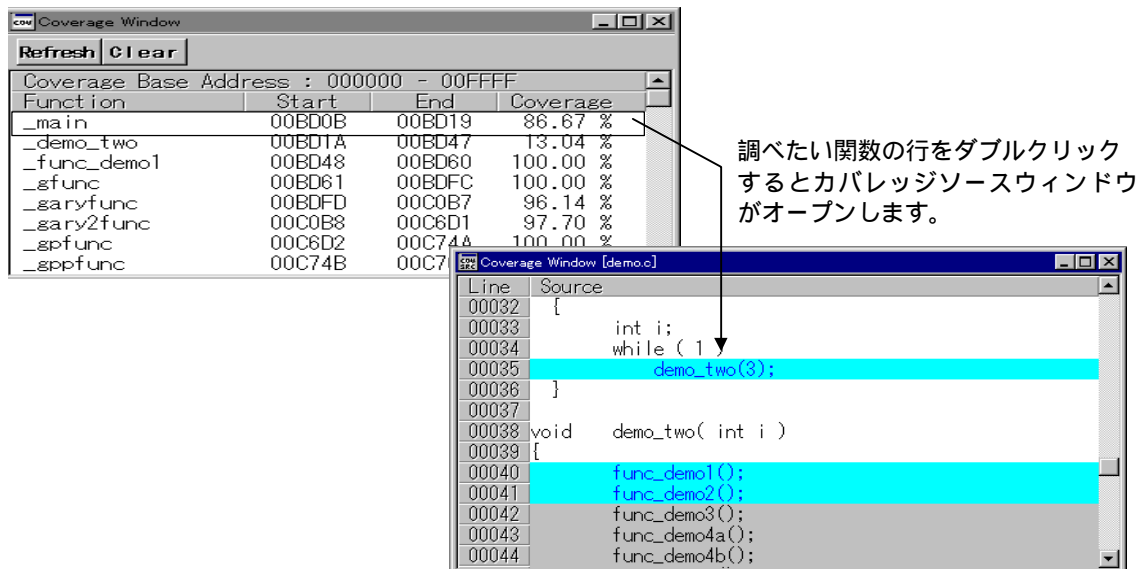 Coverage Window
Refresh Clear
Coverage Base Address : 000000 - 00FFFF
Function Start End Coverage
_main 00BD0B 00BD19 86.67 %
_demo_two 00BD1A 00BD47 13.04 %
_func_demo1 00BD48 00BD60 100.00 %
_gfunc 00BD61 00BDFC 100.00 %
_garyfunc 00BDFD 00C0B7 96.14 %
_gary2func 00C0B8 00C6D1 97.70 %
_gpfunc 00C6D2 00C74A 100.00 %
_gppfunc 00C74B
調べたい関数の行をダブルクリック
するとカバレッジソースウィンドウ
がオープンします。
Coverage Window [demo.c]
Line Source
00032 {
00033 int i;
00034 while ( 1 )
00035 demo_two(3);
00036 }
00037
00038 void demo_two( int i )
00039 {
00040 func_demo1();
00041 func_demo2();
00042 func_demo3();
00043 func_demo4a();
00044 func_demo4b();